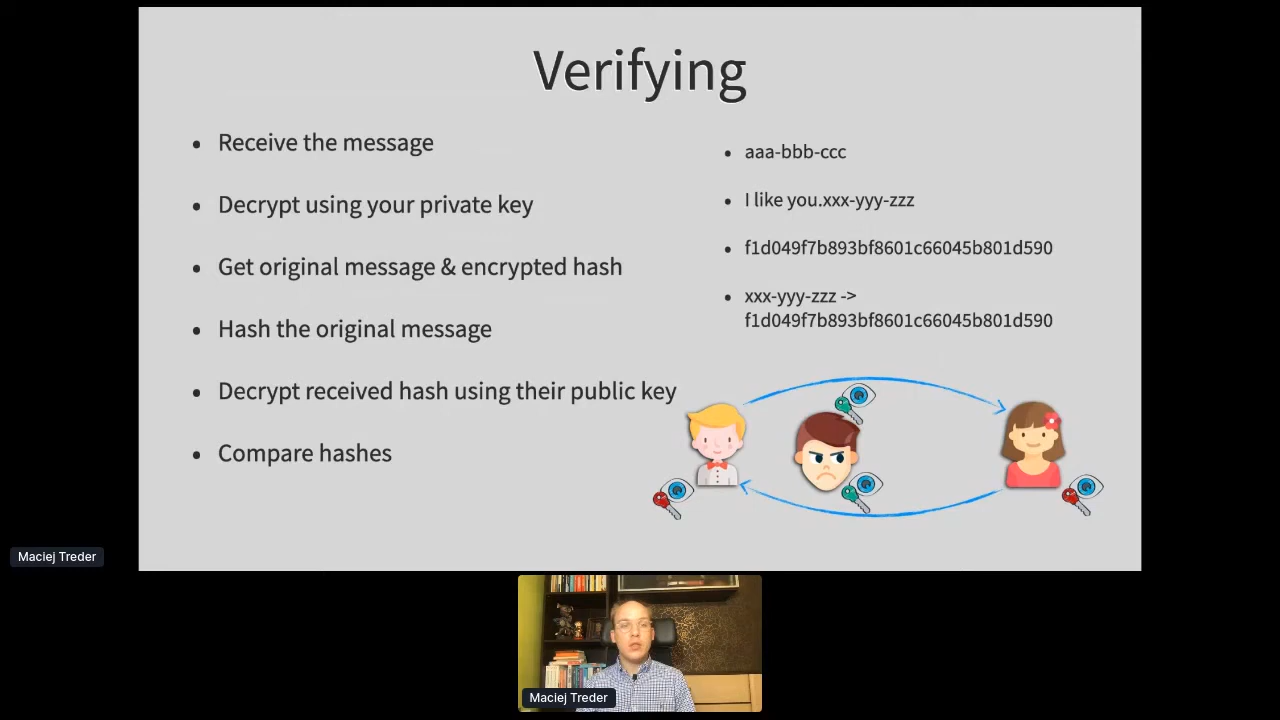 Verifying
Receive the message
Decrypt using your private key
Get original message & encrypted hash
Hash the original message
Decrypt received hash using their public key
Compare hashes
aaa-bbb-ccc
I like you.xxx-yyy-zzz
f1d049f7b893bf8601c66045b801d590
xxx-yyy-zzz ->
f1d049f7b893bf8601c66045b801d590
Maciej Treder
Maciej Treder